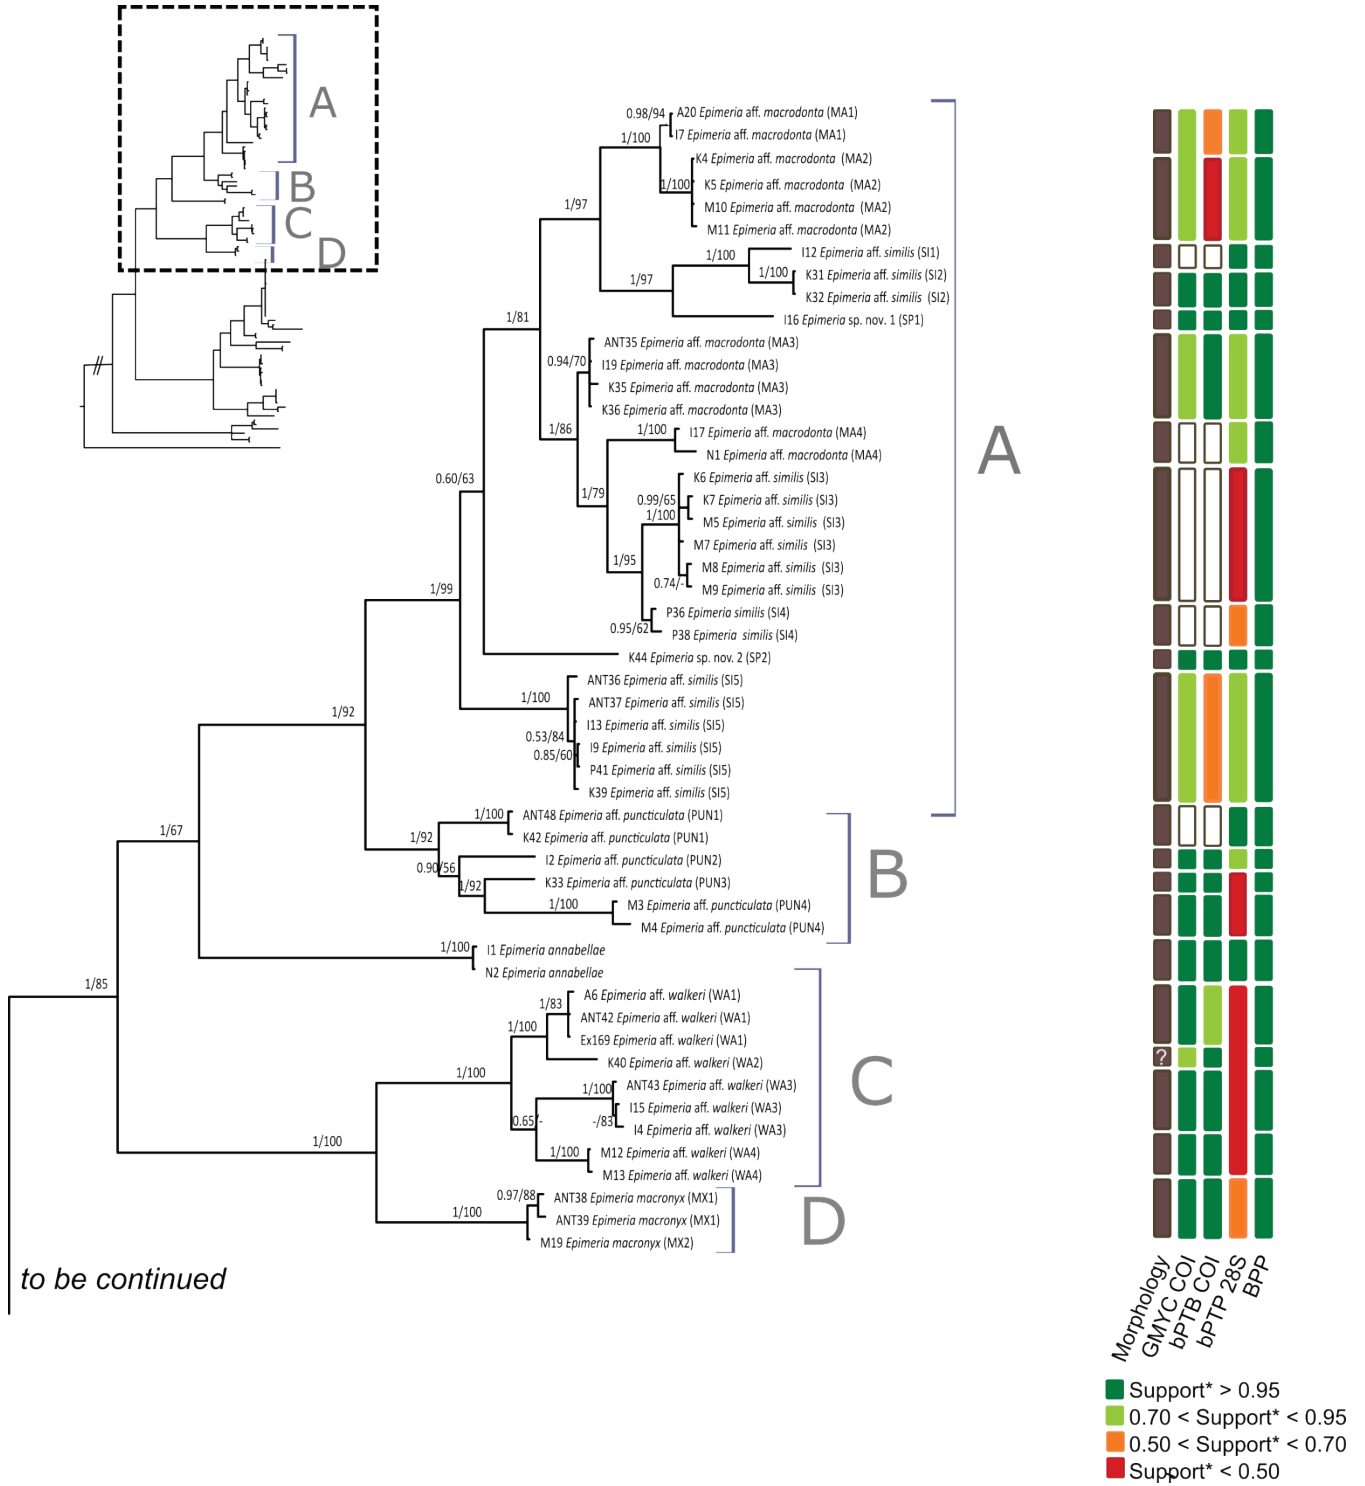 A
B
C
D
0.98/94
A20 Epimeria aff. macrodonta (MA1)
I7 Epimeria aff. macrodonta (MA1)
1/100
K4 Epimeria aff. macrodonta (MA2)
1/100
K5 Epimeria aff. macrodonta (MA2)
M10 Epimeria aff. macrodonta (MA2)
M11 Epimeria aff. macrodonta (MA2)
1/97
I12 Epimeria aff. similis (SI1)
1/100
K31 Epimeria aff. similis (SI2)
1/100
K32 Epimeria aff. similis (SI2)
1/97
I16 Epimeria sp. nov. 1 (SP1)
1/81
ANT35 Epimeria aff. macrodonta (MA3)
0.94/70
I19 Epimeria aff. macrodonta (MA3)
K35 Epimeria aff. macrodonta (MA3)
K36 Epimeria aff. macrodonta (MA3)
1/86
1/100
I17 Epimeria aff. macrodonta (MA4)
N1 Epimeria aff. macrodonta (MA4)
A
0.60/63
K6 Epimeria aff. similis (SI3)
1/79
0.99/65
K7 Epimeria aff. similis (SI3)
1/100
M5 Epimeria aff. similis (SI3)
M7 Epimeria aff. similis (SI3)
1/95
M8 Epimeria aff. similis (SI3)
0.74/-
M9 Epimeria aff. similis (SI3)
1/99
P36 Epimeria similis (SI4)
0.95/62
P38 Epimeria similis (SI4)
K44 Epimeria sp. nov. 2 (SP2)
ANT36 Epimeria aff. similis (SI5)
1/100
ANT37 Epimeria aff. similis (SI5)
1/92
I13 Epimeria aff. similis (SI5)
0.53/84
I9 Epimeria aff. similis (SI5)
0.85/60
P41 Epimeria aff. similis (SI5)
K39 Epimeria aff. similis (SI5)
1/100
ANT48 Epimeria aff. puncticulata (PUN1)
1/67
1/92
K42 Epimeria aff. puncticulata (PUN1)
I2 Epimeria aff. puncticulata (PUN2)
0.90/56
B
K33 Epimeria aff. puncticulata (PUN3)
1/92
1/100
M3 Epimeria aff. puncticulata (PUN4)
M4 Epimeria aff. puncticulata (PUN4)
1/100
I1 Epimeria annabellae
N2 Epimeria annabellae
1/85
A6 Epimeria aff. walkeri (WA1)
1/83
ANT42 Epimeria aff. walkeri (WA1)
1/100
Ex169 Epimeria aff. walkeri (WA1)
K40 Epimeria aff. walkeri (WA2)
?
1/100
C
ANT43 Epimeria aff. walkeri (WA3)
1/100
I15 Epimeria aff. walkeri (WA3)
0.65/-
-/83
I4 Epimeria aff. walkeri (WA3)
1/100
1/100
M12 Epimeria aff. walkeri (WA4)
M13 Epimeria aff. walkeri (WA4)
0.97/88
ANT38 Epimeria macronyx (MX1)
1/100
ANT39 Epimeria macronyx (MX1)
D
M19 Epimeria macronyx (MX2)
to be continued
Morphology
GMYC COI
bPTB COI
bPTP 28S
BPP
Support* > 0.95
0.70 < Support* < 0.95
0.50 < Support* < 0.70
Support* < 0.50